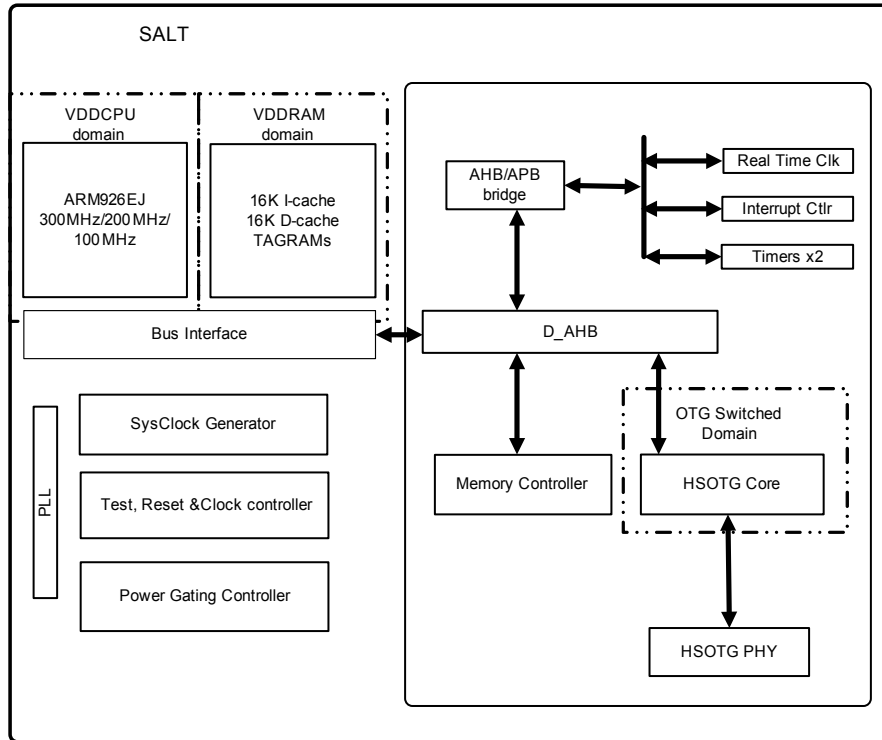 SALT
VDDCPU
domain
VDDRAM
domain
ARM926EJ
300MHz/200MHz/
100MHz
16K I-cache
16K D-cache
TAGRAMs
Bus Interface
SysClock Generator
PLL
Test, Reset &Clock controller
Power Gating Controller
AHB/APB
bridge
Real Time Clk
Interrupt Ctlr
Timers x2
D_AHB
OTG Switched
Domain
Memory Controller
HSOTG Core
HSOTG PHY